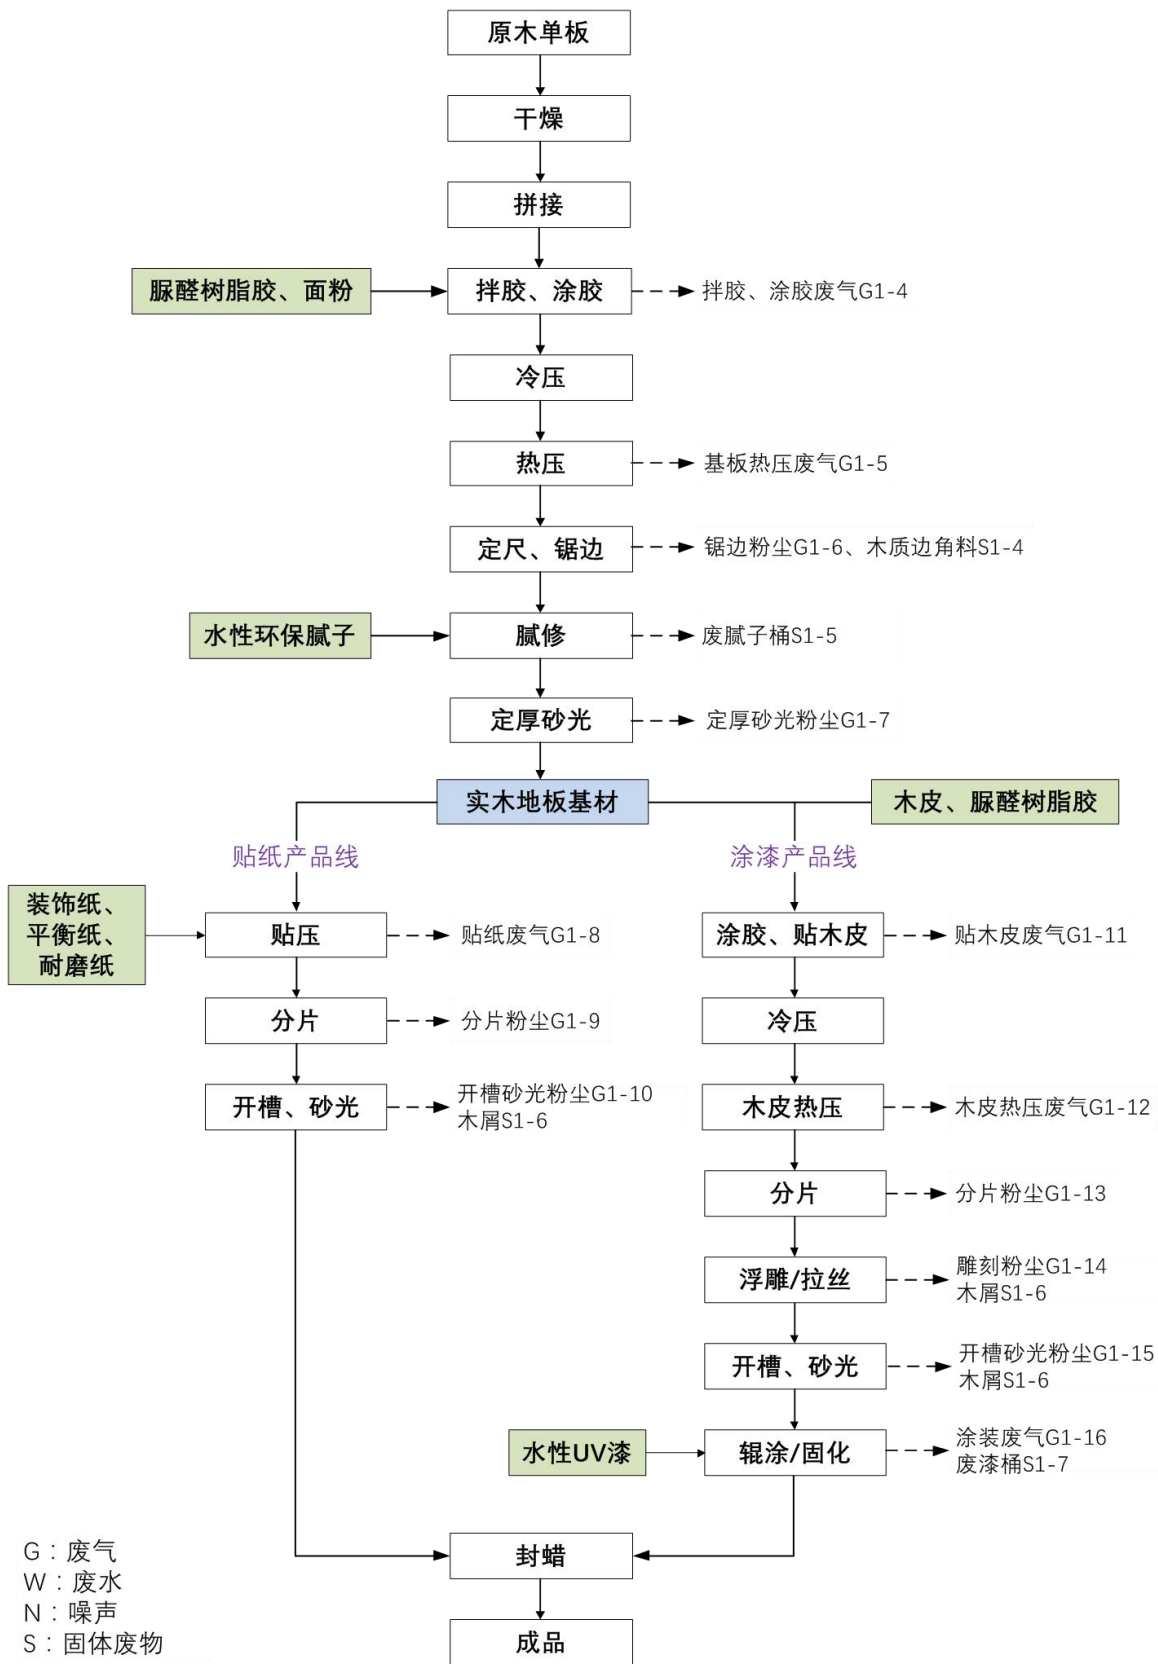 原木单板
干燥
拼接
脲醛树脂胶、面粉
拌胶、涂胶
拌胶、涂胶废气G1-4
冷压
热压
基板热压废气G1-5
定尺、锯边
锯边粉尘G1-6、木质边角料S1-4
水性环保腻子
腻修
废腻子桶S1-5
定厚砂光
定厚砂光粉尘G1-7
实木地板基材
木皮、脲醛树脂胶
贴纸产品线
涂漆产品线
装饰纸、
平衡纸、
耐磨纸
贴压
贴纸废气G1-8
涂胶、贴木皮
贴木皮废气G1-11
分片
分片粉尘G1-9
冷压
开槽、砂光
开槽砂光粉尘G1-10
木屑S1-6
木皮热压
木皮热压废气G1-12
分片
分片粉尘G1-13
浮雕/拉丝
雕刻粉尘G1-14
木屑S1-6
开槽、砂光
开槽砂光粉尘G1-15
木屑S1-6
水性UV漆
辊涂/固化
涂装废气G1-16
废漆桶S1-7
封蜡
成品
G：废气
W：废水
N：噪声
S：固体废物